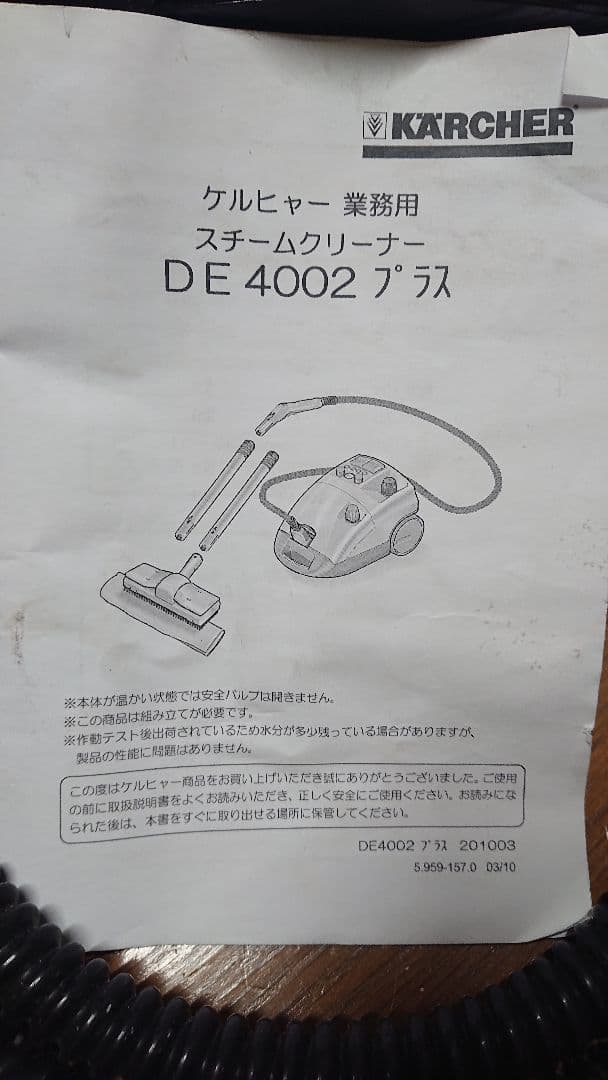 KÄRCHER
ケルヒャー 業務用
スチームクリーナー
DE 4002 プラス
※本体が温かい状態では安全バルブは開きません。
※この商品は組み立てが必要です。
※作動テスト後出荷されているため水分が多少残っている場合がありますが、
製品の性能に問題はありません。
この度はケルヒャー商品をお買い上げいただき誠にありがとうございました。ご使用
の前に取扱説明書をよくお読みいただき、正しく安全にご使用ください。お読みにな
られた後は、本書をすぐに取り出せる場所に保管してください。
DE4002 プラス 201003
5.959-157.0 03/10